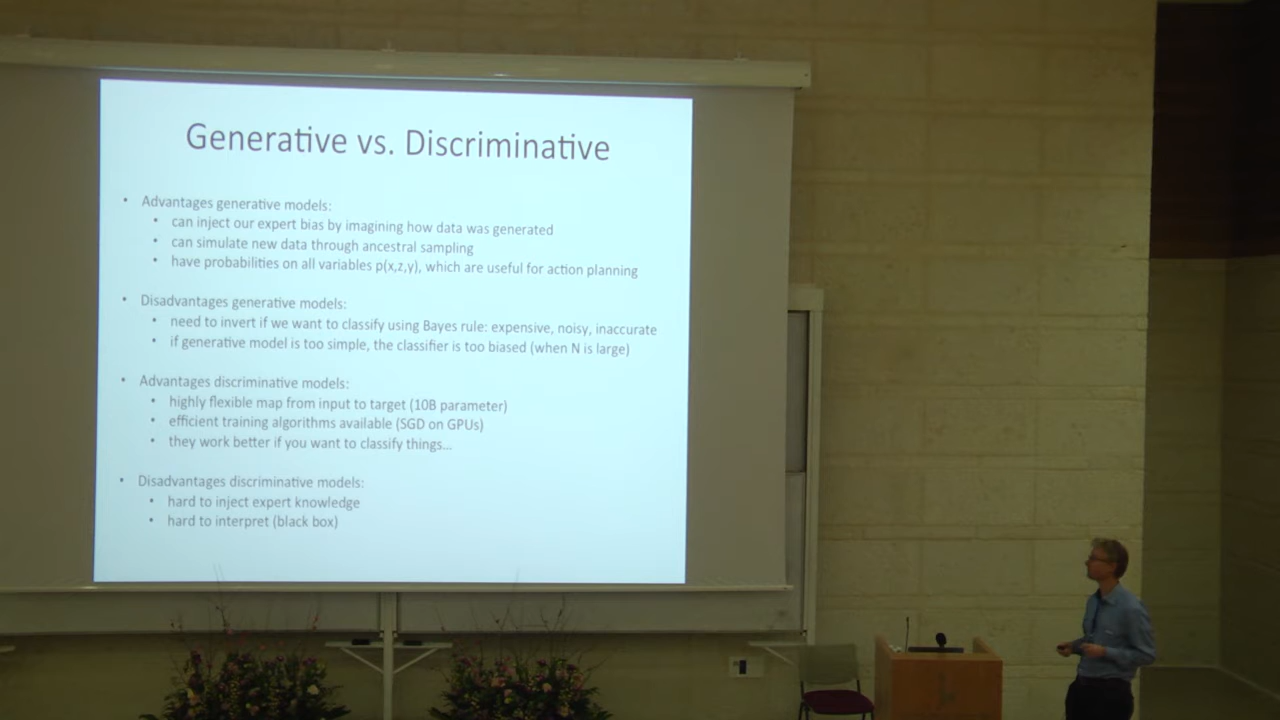 Generative vs. Discriminative
• Advantages generative models:
• can inject our expert bias by imagining how data was generated
• can simulate new data through ancestral sampling
• have probabilities on all variables p(x,z,y), which are useful for action planning
• Disadvantages generative models:
• need to invert if we want to classify using Bayes rule: expensive, noisy, inaccurate
• if generative model is too simple, the classifier is too biased (when N is large)
• Advantages discriminative models:
• highly flexible map from input to target (10B parameter)
• efficient training algorithms available (SGD on GPUs)
• they work better if you want to classify things...
• Disadvantages discriminative models:
• hard to inject expert knowledge
• hard to interpret (black box)